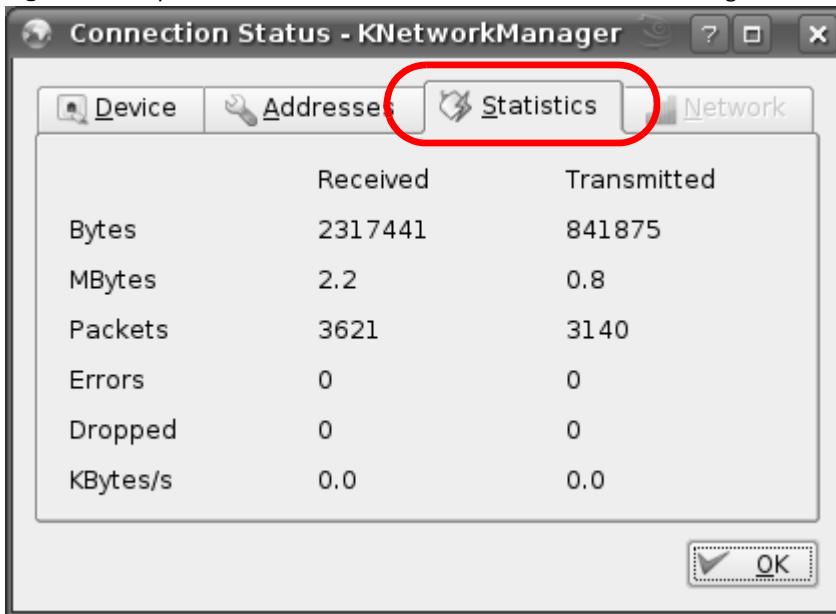 Connection Status - KNetworkManager
Device Addresses Statistics Network
Received Transmitted
Bytes 2317441 841875
MBytes 2.2 0.8
Packets 3621 3140
Errors 0 0
Dropped 0 0
KBytes/s 0.0 0.0
OK